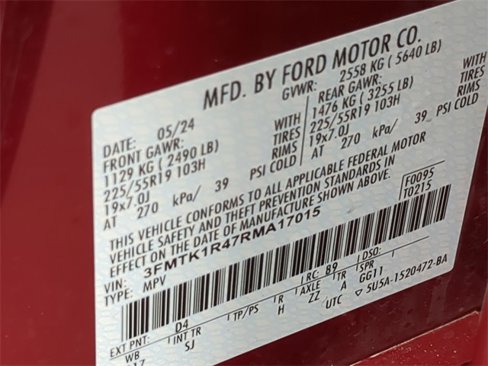 MFD. BY FORD MOTOR CO.
DATE: 05/24 GVWR: 2558 KG (5640 LB)
FRONT GAWR: REAR GAWR:
1129 KG (2490 LB) WITH 1476 KG (3255 LB) WITH
225/55R19 103H TIRES 225/55R19 103H TIRES
19x7.0J RIMS 19x7.0J RIMS
AT 270 kPa/ 39 PSI COLD AT 270 kPa/ 39 PSI COLD
THIS VEHICLE CONFORMS TO ALL APPLICABLE FEDERAL MOTOR
VEHICLE SAFETY AND THEFT PREVENTION STANDARDS IN
EFFECT ON THE DATE OF MANUFACTURE SHOWN ABOVE.
VIN: 3FMTK1R47RMA17015 F0095
TYPE: MPV T0215
EXT PNT: D4 RC: 89 DSO:
WB INT TR TP/PS R AXLE TR SPR
17 SJ H ZZ A GG11
UTC 5U5A-1520472-BA